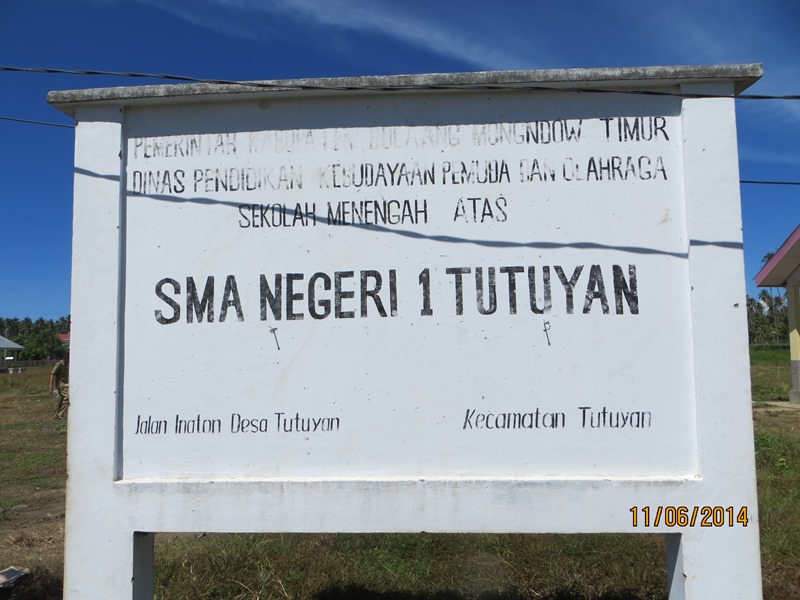 PEMERINTAH KABUPATEN BOLAANG MONGNDOW TIMUR
DINAS PENDIDIKAN KEBUDAYAAN PEMUDA DAN OLAHRAGA
SEKOLAH MENENGAH ATAS
SMA NEGERI 1 TUTUYAN
Jalan Inaton Desa Tutuyan
Kecamatan Tutuyan
11/06/2014